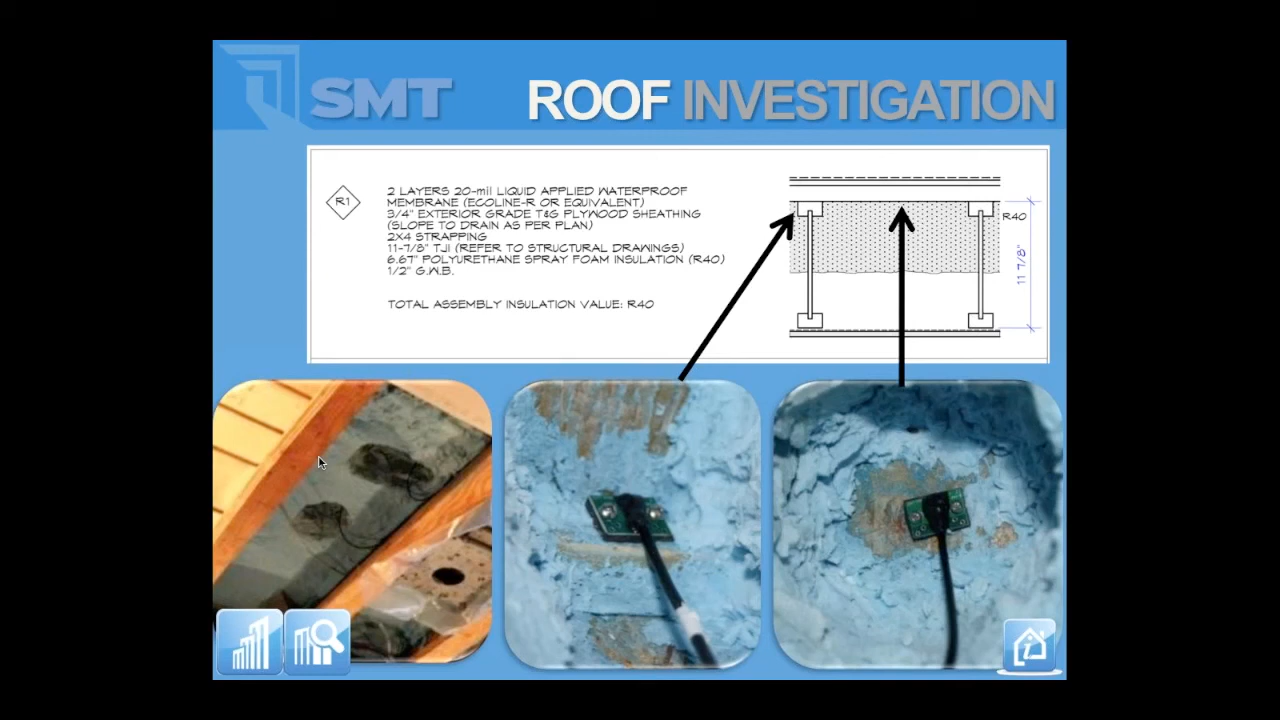 SMT
ROOF INVESTIGATION
R1
2 LAYERS 20-mil LIQUID APPLIED WATERPROOF
MEMBRANE (ECOLINE-R OR EQUIVALENT)
3/4" EXTERIOR GRADE T&G PLYWOOD SHEATHING
(SLOPE TO DRAIN AS PER PLAN)
2X4 STRAPPING
11-7/8" TJI (REFER TO STRUCTURAL DRAWINGS)
6.67" POLYURETHANE SPRAY FOAM INSULATION (R40)
1/2" G.W.B.
TOTAL ASSEMBLY INSULATION VALUE: R40
R40
11 7/8"